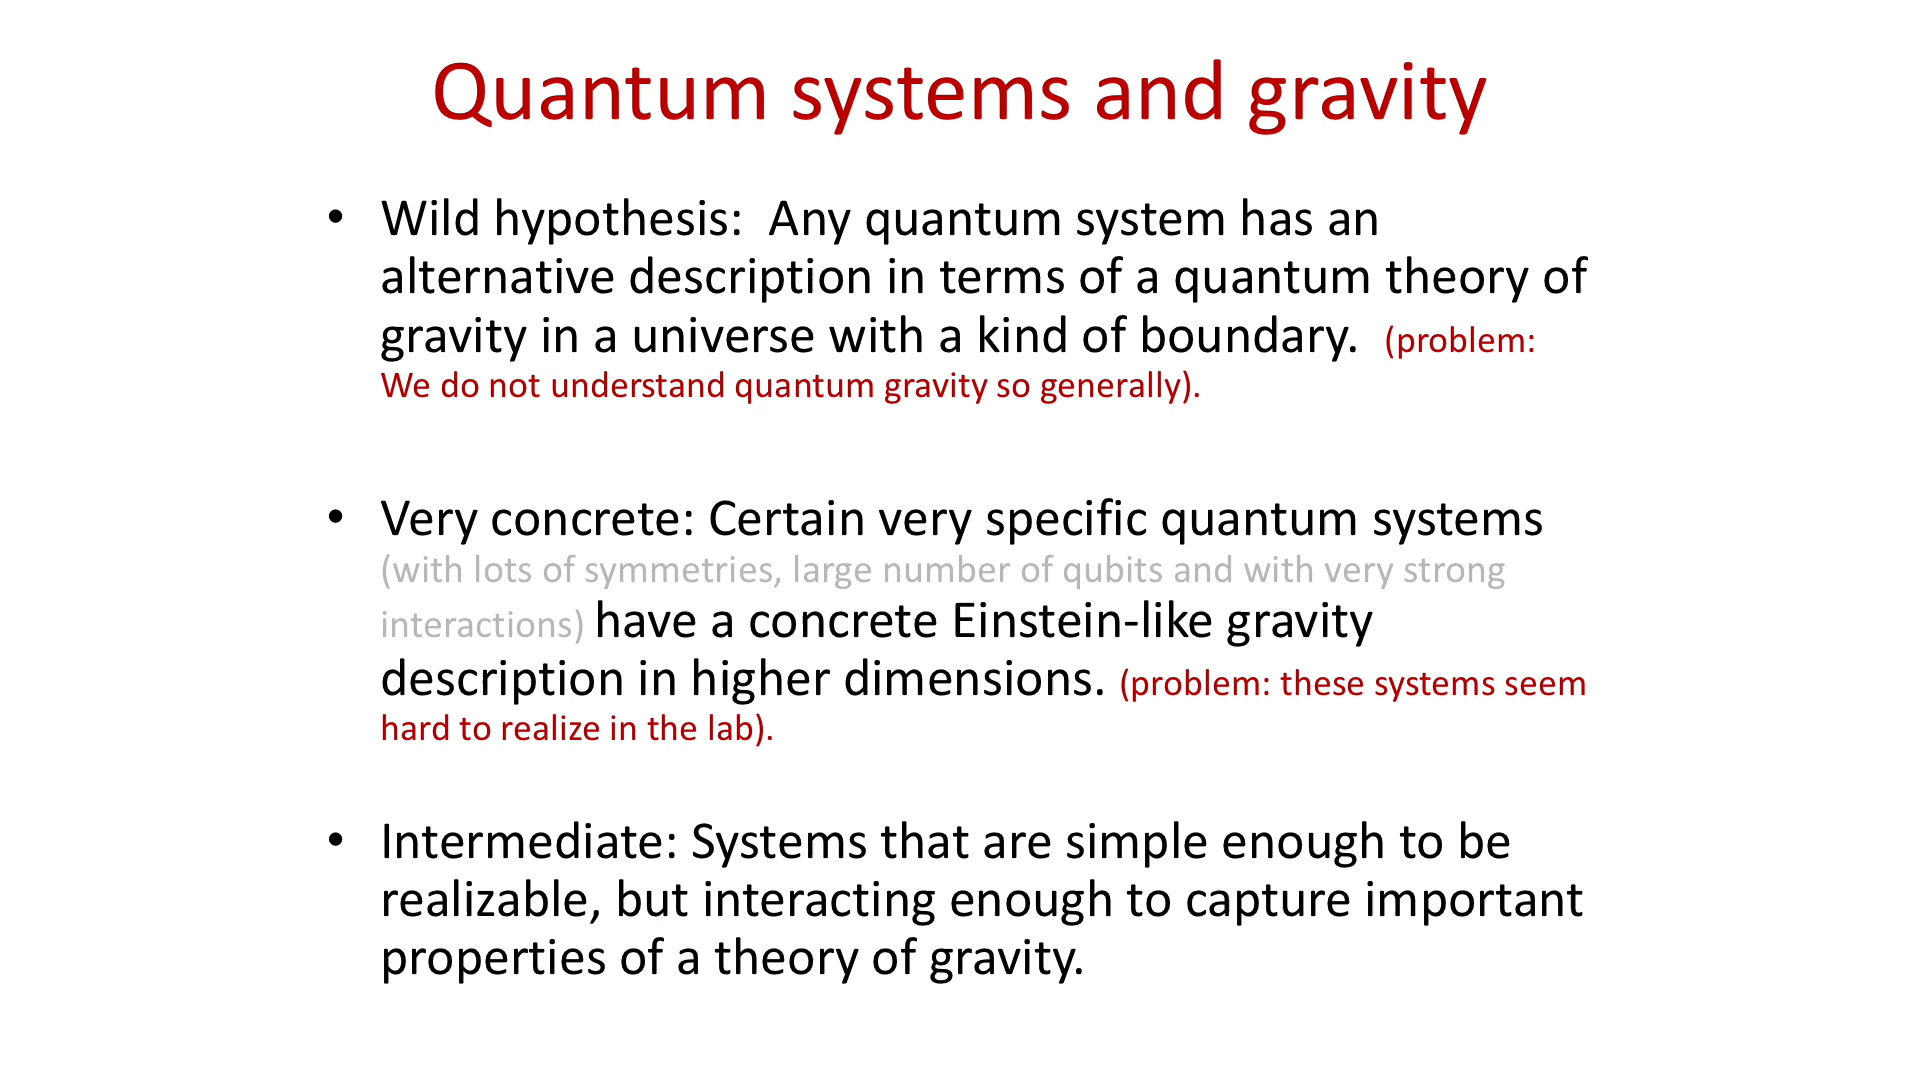 Quantum systems and gravity
• Wild hypothesis:  Any quantum system has an
alternative description in terms of a quantum theory of
gravity in a universe with a kind of boundary.  (problem:
We do not understand quantum gravity so generally).
• Very concrete: Certain very specific quantum systems
(with lots of symmetries, large number of qubits and with very strong
interactions) have a concrete Einstein-like gravity
description in higher dimensions. (problem: these systems seem
hard to realize in the lab).
• Intermediate: Systems that are simple enough to be
realizable, but interacting enough to capture important
properties of a theory of gravity.